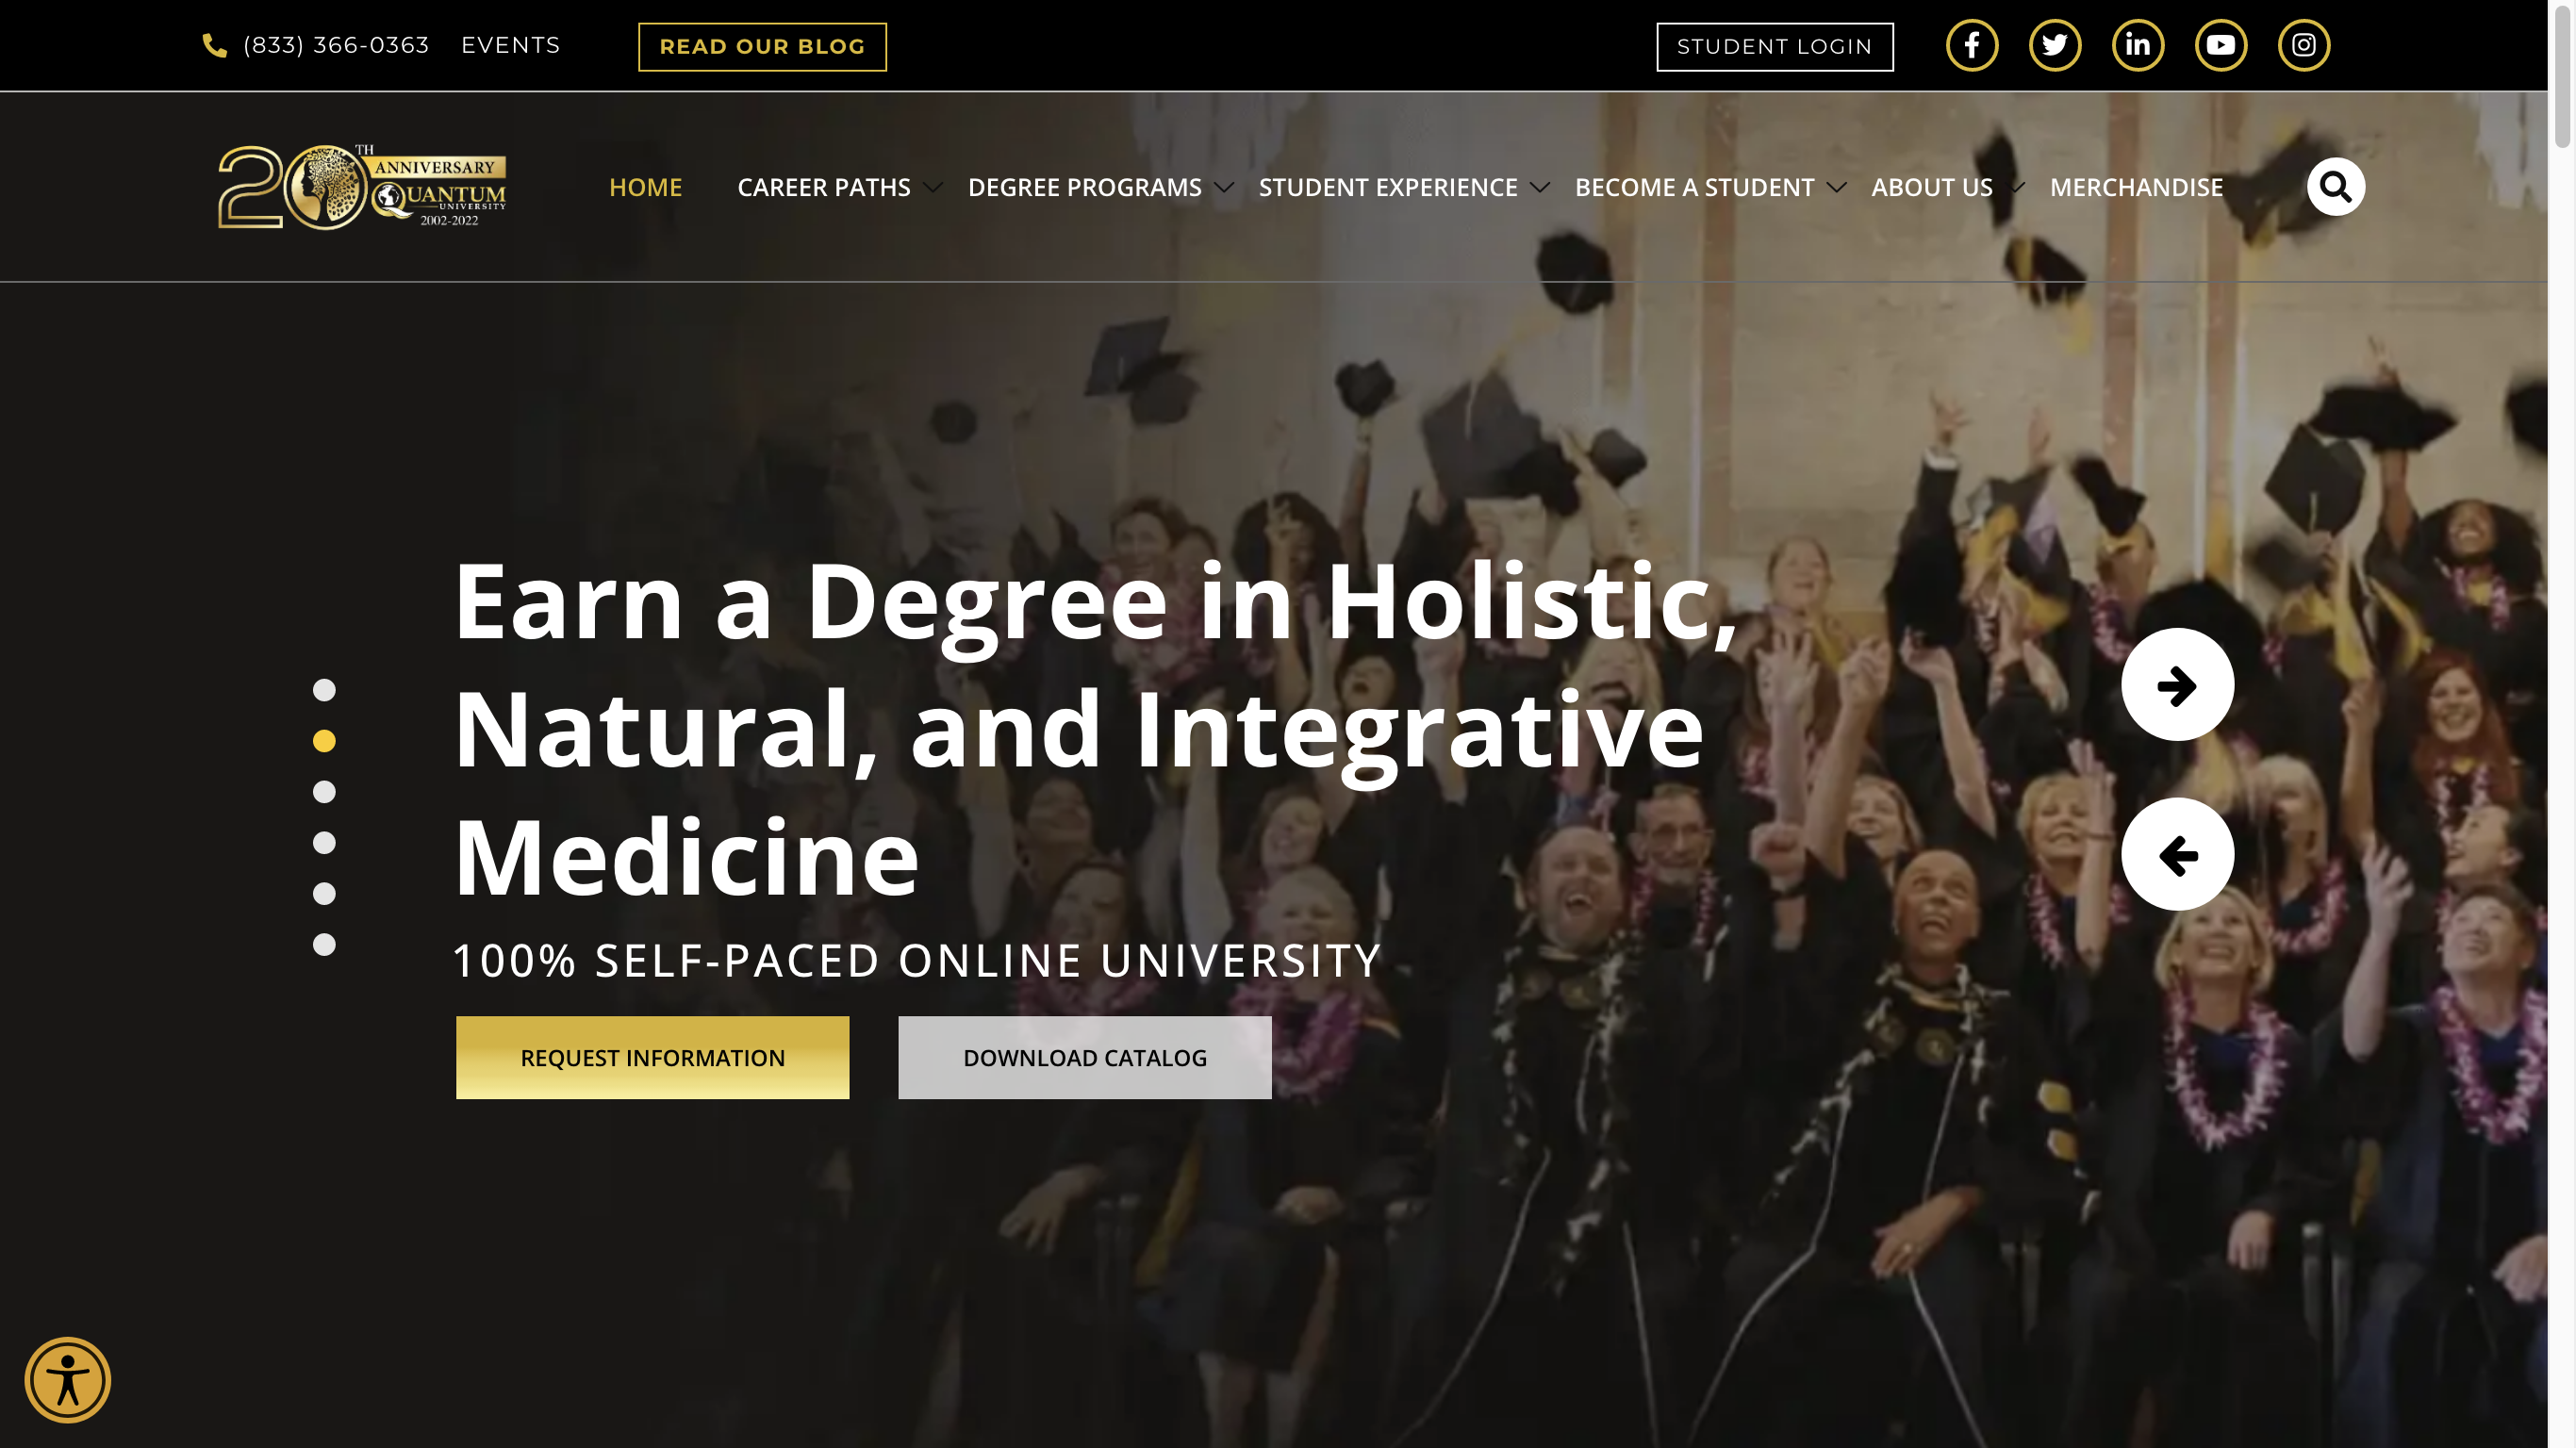 (833) 366-0363 EVENTS READ OUR BLOG STUDENT LOGIN
20TH ANNIVERSARY
QUANTUM
UNIVERSITY
2002-2022
HOME CAREER PATHS DEGREE PROGRAMS STUDENT EXPERIENCE BECOME A STUDENT ABOUT US MERCHANDISE
Earn a Degree in Holistic,
Natural, and Integrative
Medicine
100% SELF-PACED ONLINE UNIVERSITY
REQUEST INFORMATION DOWNLOAD CATALOG